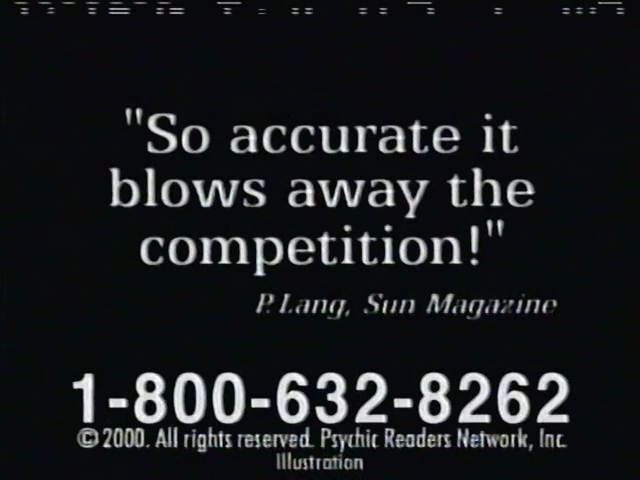 "So accurate it
blows away the
competition!"
P. Lang, Sun Magazine
1-800-632-8262
© 2000. All rights reserved. Psychic Readers Network, Inc.
Illustration